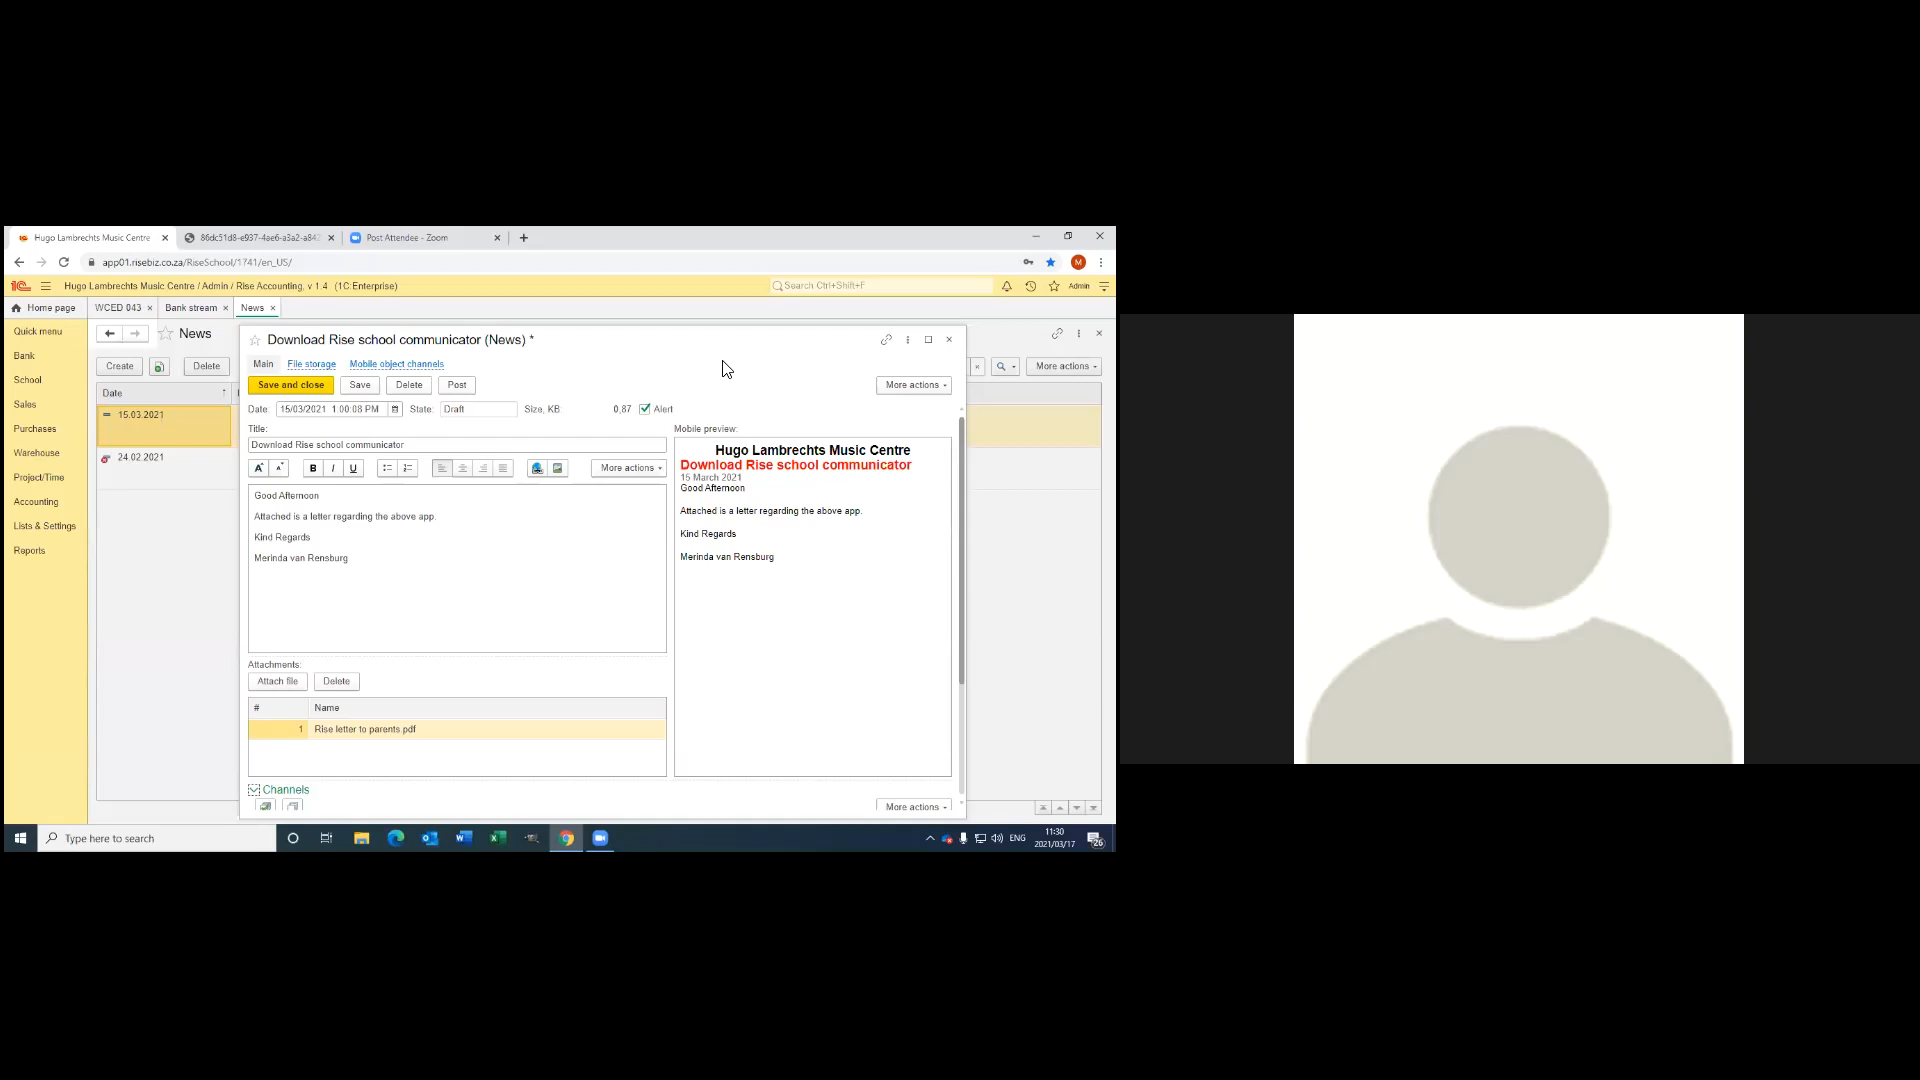 Hugo Lambrechts Music Centre
86dc51d8-e937-4ae6-a3a2-a84
Post Attendee - Zoom
app01.risebiz.co.za/RiseSchool/1741/en_US/
M
Hugo Lambrechts Music Centre / Admin / Rise Accounting, v 1.4 (1C:Enterprise)
Search Ctrl+Shift+F
Admin
Home page
WCED 043
Bank stream
News
Quick menu
Bank
School
Sales
Purchases
Warehouse
Project/Time
Accounting
Lists & Settings
Reports
News
Create
Delete
More actions
Date
15.03.2021
24.02.2021
Download Rise school communicator (News) *
Main
File storage
Mobile object channels
Save and close
Save
Delete
Post
More actions
Date: 15/03/2021 1:00:08 PM
State: Draft
Size, KB: 0,87
Alert
Title:
Download Rise school communicator
B I U
More actions
Good Afternoon
Attached is a letter regarding the above app.
Kind Regards
Merinda van Rensburg
Mobile preview:
Hugo Lambrechts Music Centre
Download Rise school communicator
15 March 2021
Good Afternoon
Attached is a letter regarding the above app.
Kind Regards
Merinda van Rensburg
Attachments:
Attach file
Delete
# Name
1 Rise letter to parents.pdf
Channels
More actions
Type here to search
ENG
11:30
2021/03/17
26